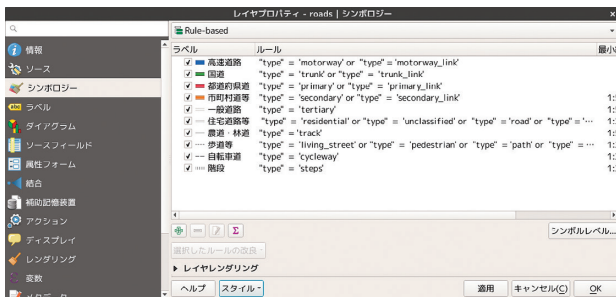 レイヤプロパティ - roads | シンボロジー
Rule-based
情報
ソース
シンボロジー
abc ラベル
ダイアグラム
ソースフィールド
属性フォーム
結合
補助記憶装置
アクション
ディスプレイ
レンダリング
変数
ラベル ルール
高速道路 "type" = 'motorway' or "type" = 'motorway_link'
国道 "type" = 'trunk' or "type" = 'trunk_link'
都道府県道 "type" = 'primary' or "type" = 'primary_link'
市町村道等 "type" = 'secondary' or "type" = 'secondary_link' 1:
一般道路 "type" = 'tertiary' 1:
住宅道路等 "type" = 'residential' or "type" = 'unclassified' or "type" = 'road' or "type" = '… 1:
農道・林道 "type" = 'track' 1:
歩道等 "type" = 'living_street' or "type" = 'pedestrian' or "type" = 'path' or "type" = … 1:
自転車道 "type" = 'cycleway' 1:
階段 "type" = 'steps' 1:
シンボルレベル...
選択したルールの改良
レイヤレンダリング
ヘルプ スタイル 適用 キャンセル(C) OK